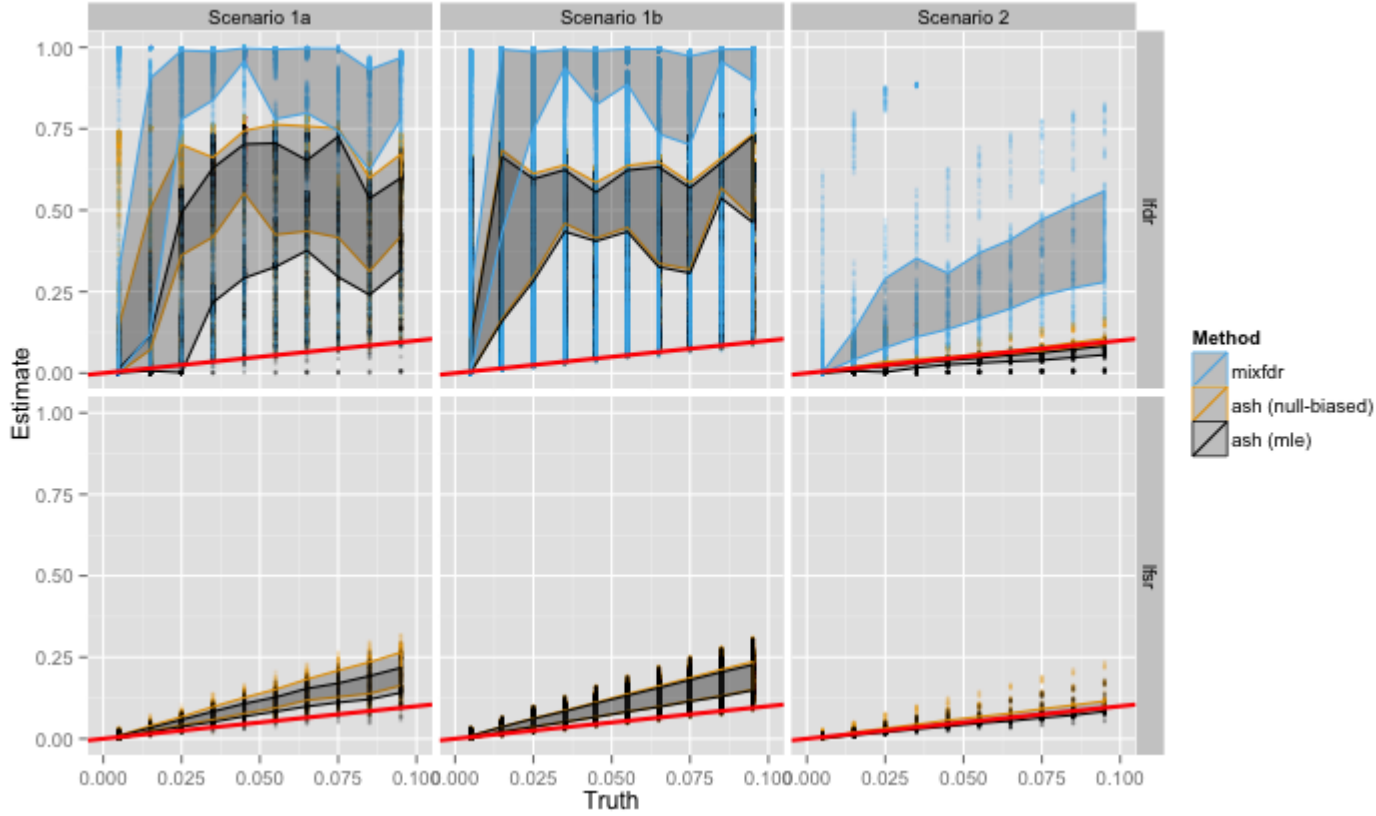 Scenario 1a Scenario 1b Scenario 2
1.00
0.75
0.50
0.25
0.00
lfdr
1.00
0.75
0.50
0.25
0.00
lfsr
0.000 0.025 0.050 0.075 0.100 0.000 0.025 0.050 0.075 0.100 0.000 0.025 0.050 0.075 0.100
Truth
Estimate
Method
mixfdr
ash (null-biased)
ash (mle)